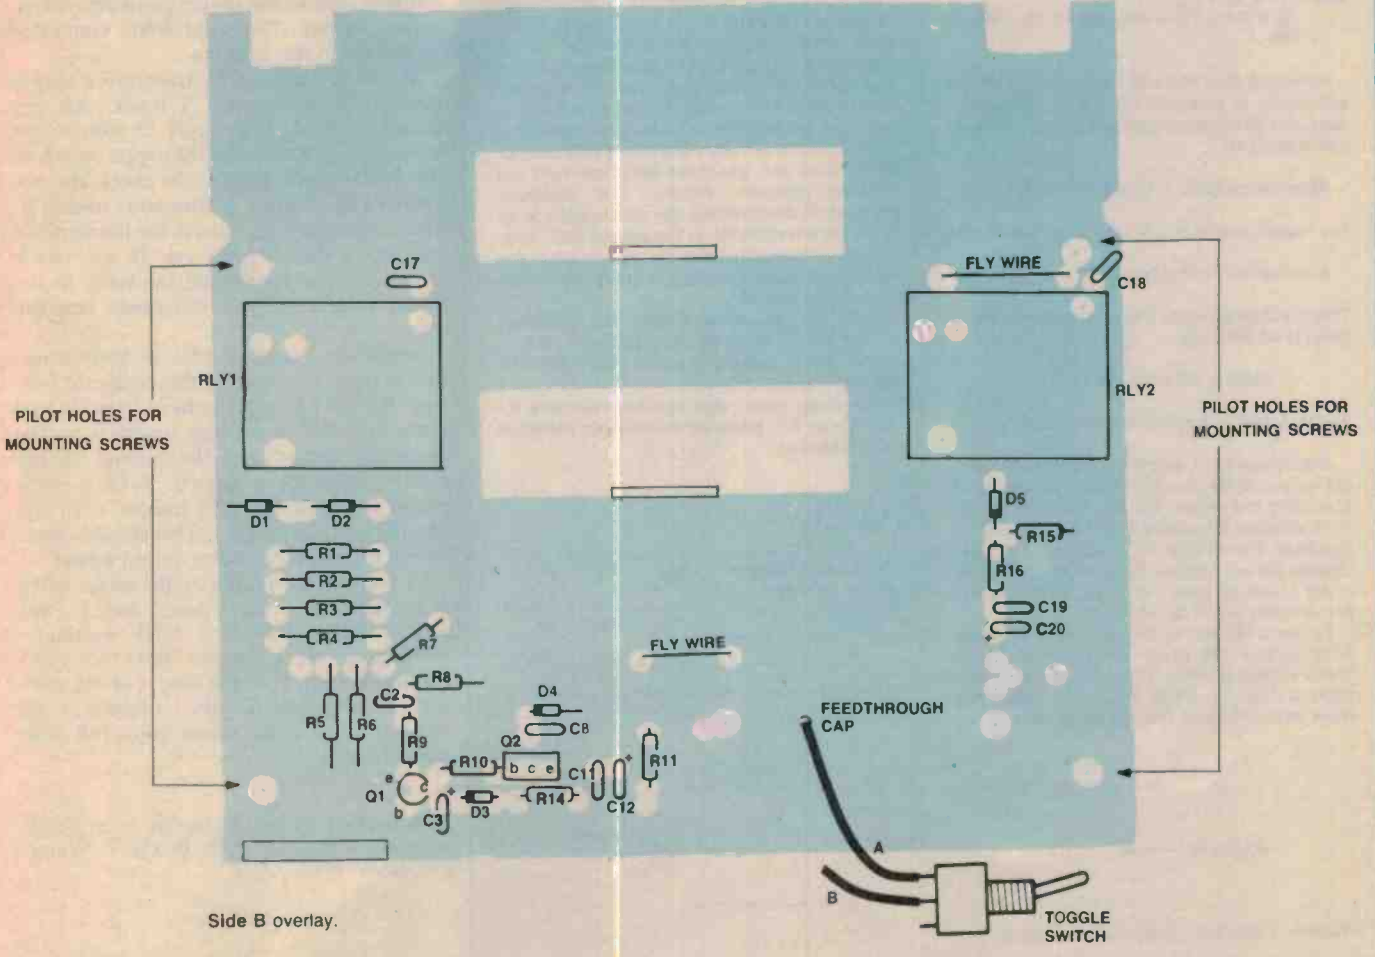 C17
FLY WIRE
C18
RLY1
RLY2
PILOT HOLES FOR
MOUNTING SCREWS
PILOT HOLES FOR
MOUNTING SCREWS
D1
D2
D5
R15
R1
R2
R3
R4
R16
C19
C20
+
R7
FLY WIRE
R8
C2
R5
R6
R9
D4
C8
Q2
b c e
R10
R11
C11
+
C12
e
c
b
Q1
+
C3
D3
R14
FEEDTHROUGH
CAP
A
B
TOGGLE
SWITCH
Side B overlay.